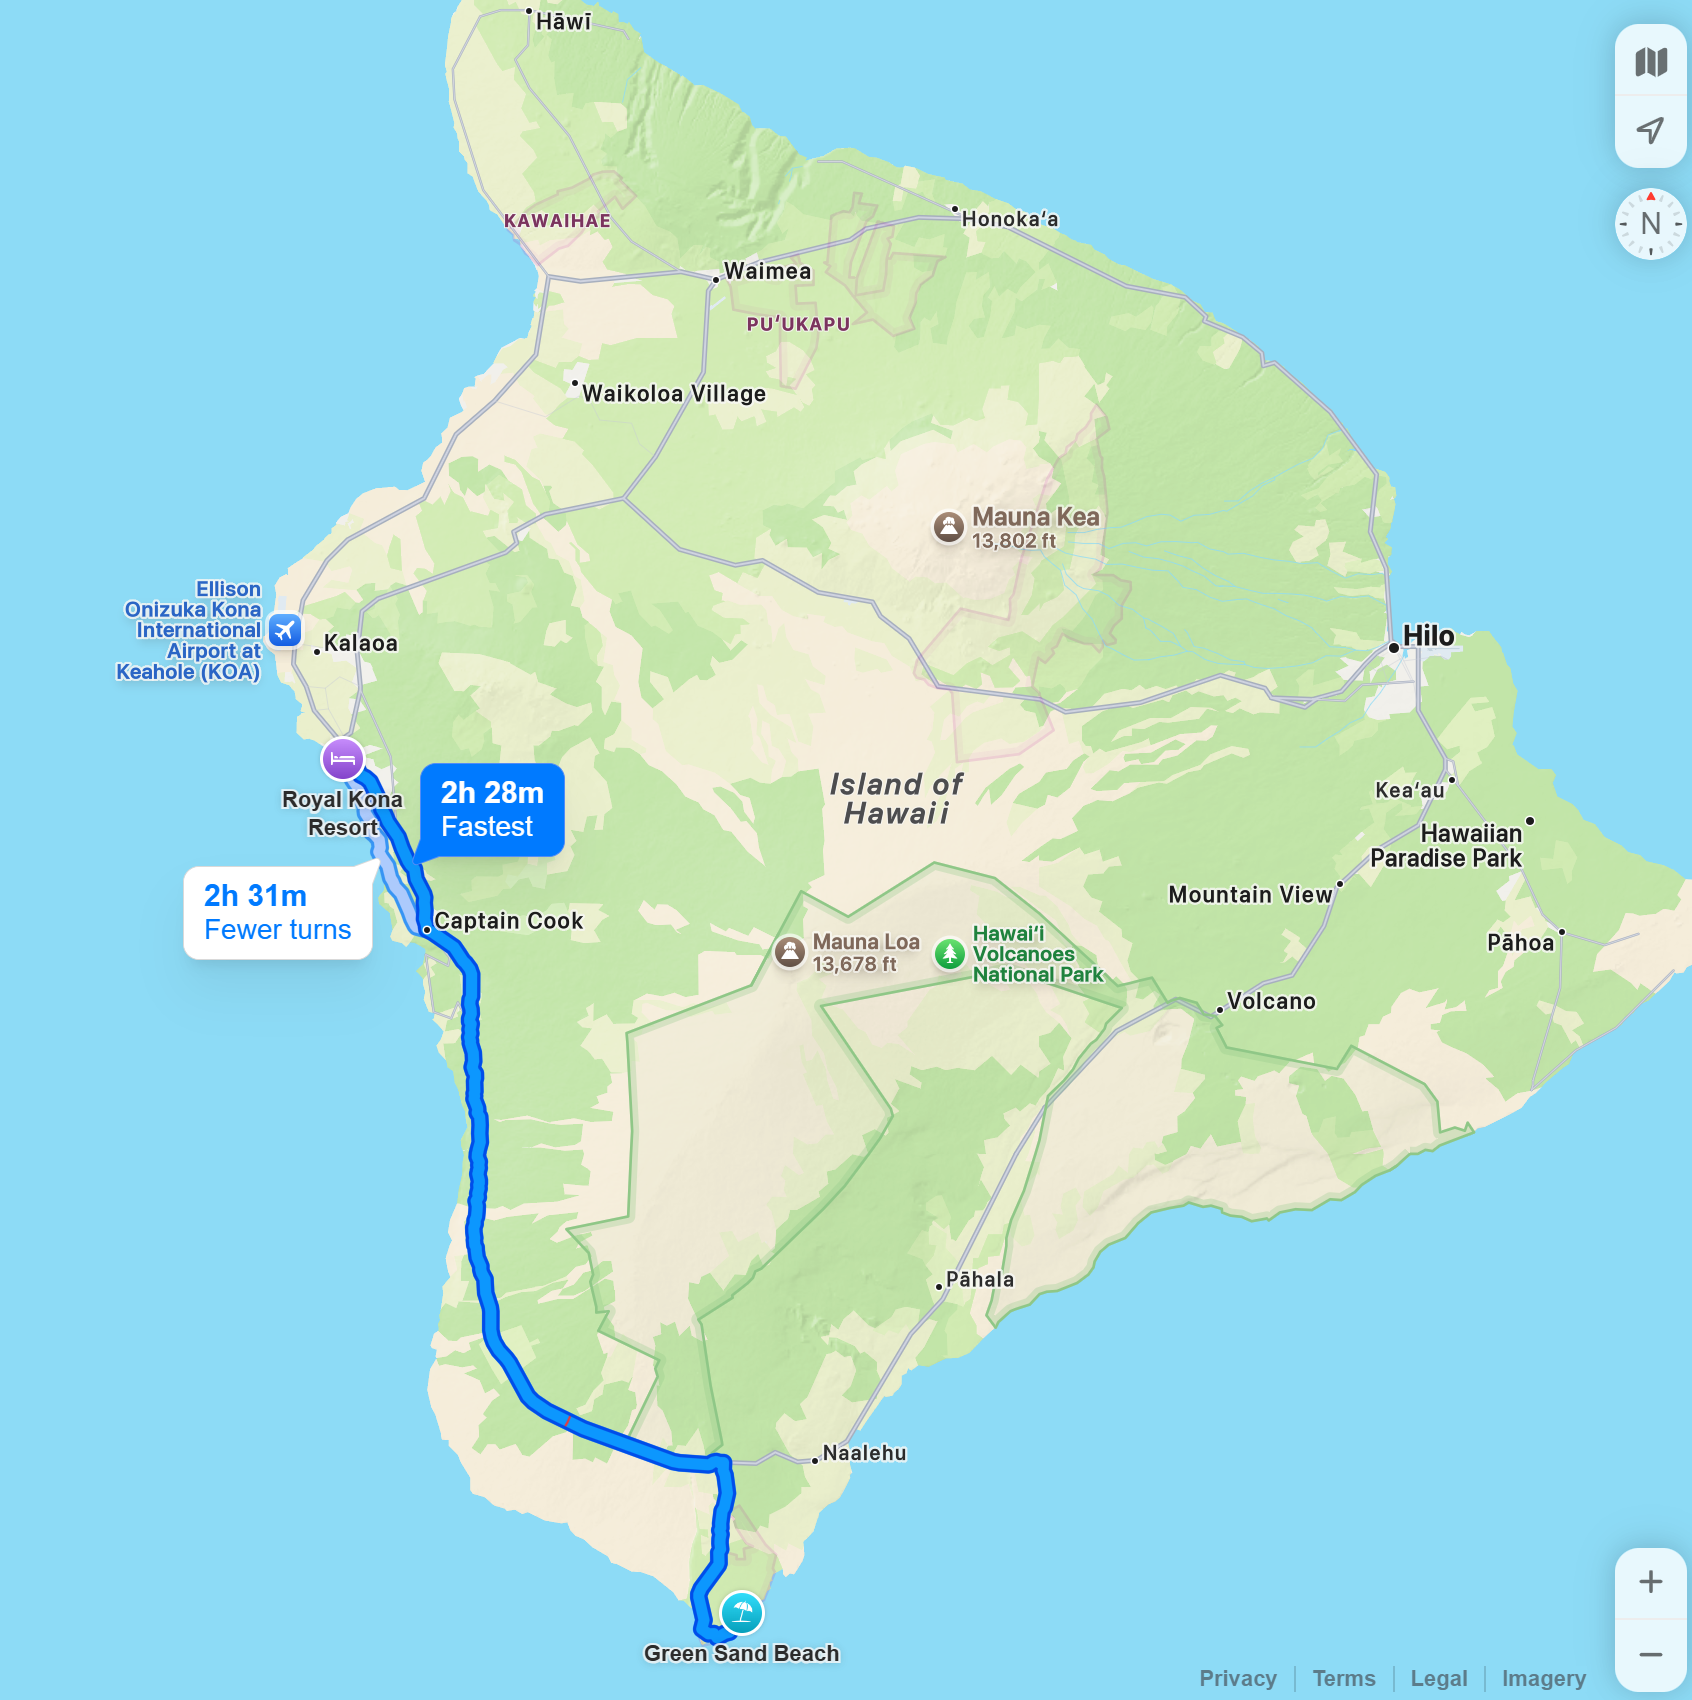 Hāwī
KAWAIHAE
Honokaʻa
Waimea
PUʻUKAPU
Waikoloa Village
Mauna Kea
13,802 ft
Ellison
Onizuka Kona
International
Airport at
Keahole (KOA)
Kalaoa
Hilo
Royal Kona
Resort
2h 28m
Fastest
Island of
Hawaii
Keaʻau
Hawaiian
Paradise Park
2h 31m
Fewer turns
Captain Cook
Mountain View
Mauna Loa
13,678 ft
Hawaiʻi
Volcanoes
National Park
Pāhoa
Volcano
Pāhala
Naalehu
Green Sand Beach
N
+
−
Privacy
Terms
Legal
Imagery